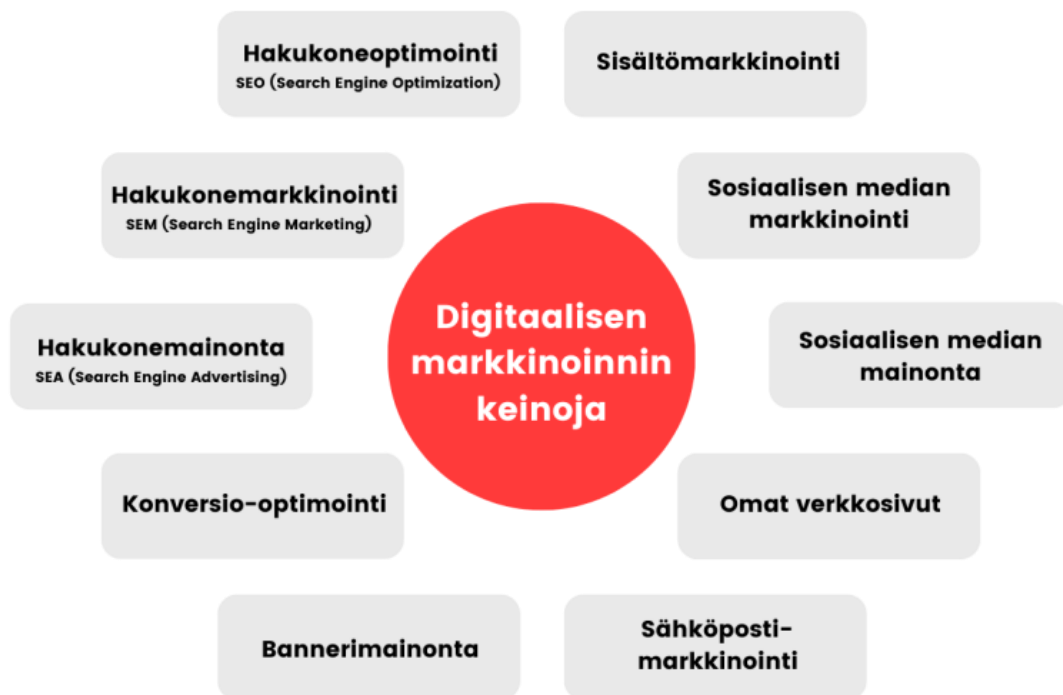 Hakukoneoptimointi
SEO (Search Engine Optimization)
Sisältömarkkinointi
Hakukonemarkkinointi
SEM (Search Engine Marketing)
Sosiaalisen median
markkinointi
Digitaalisen
markkinoinnin
keinoja
Hakukonemainonta
SEA (Search Engine Advertising)
Sosiaalisen median
mainonta
Konversio-optimointi
Omat verkkosivut
Bannerimainonta
Sähköposti-
markkinointi